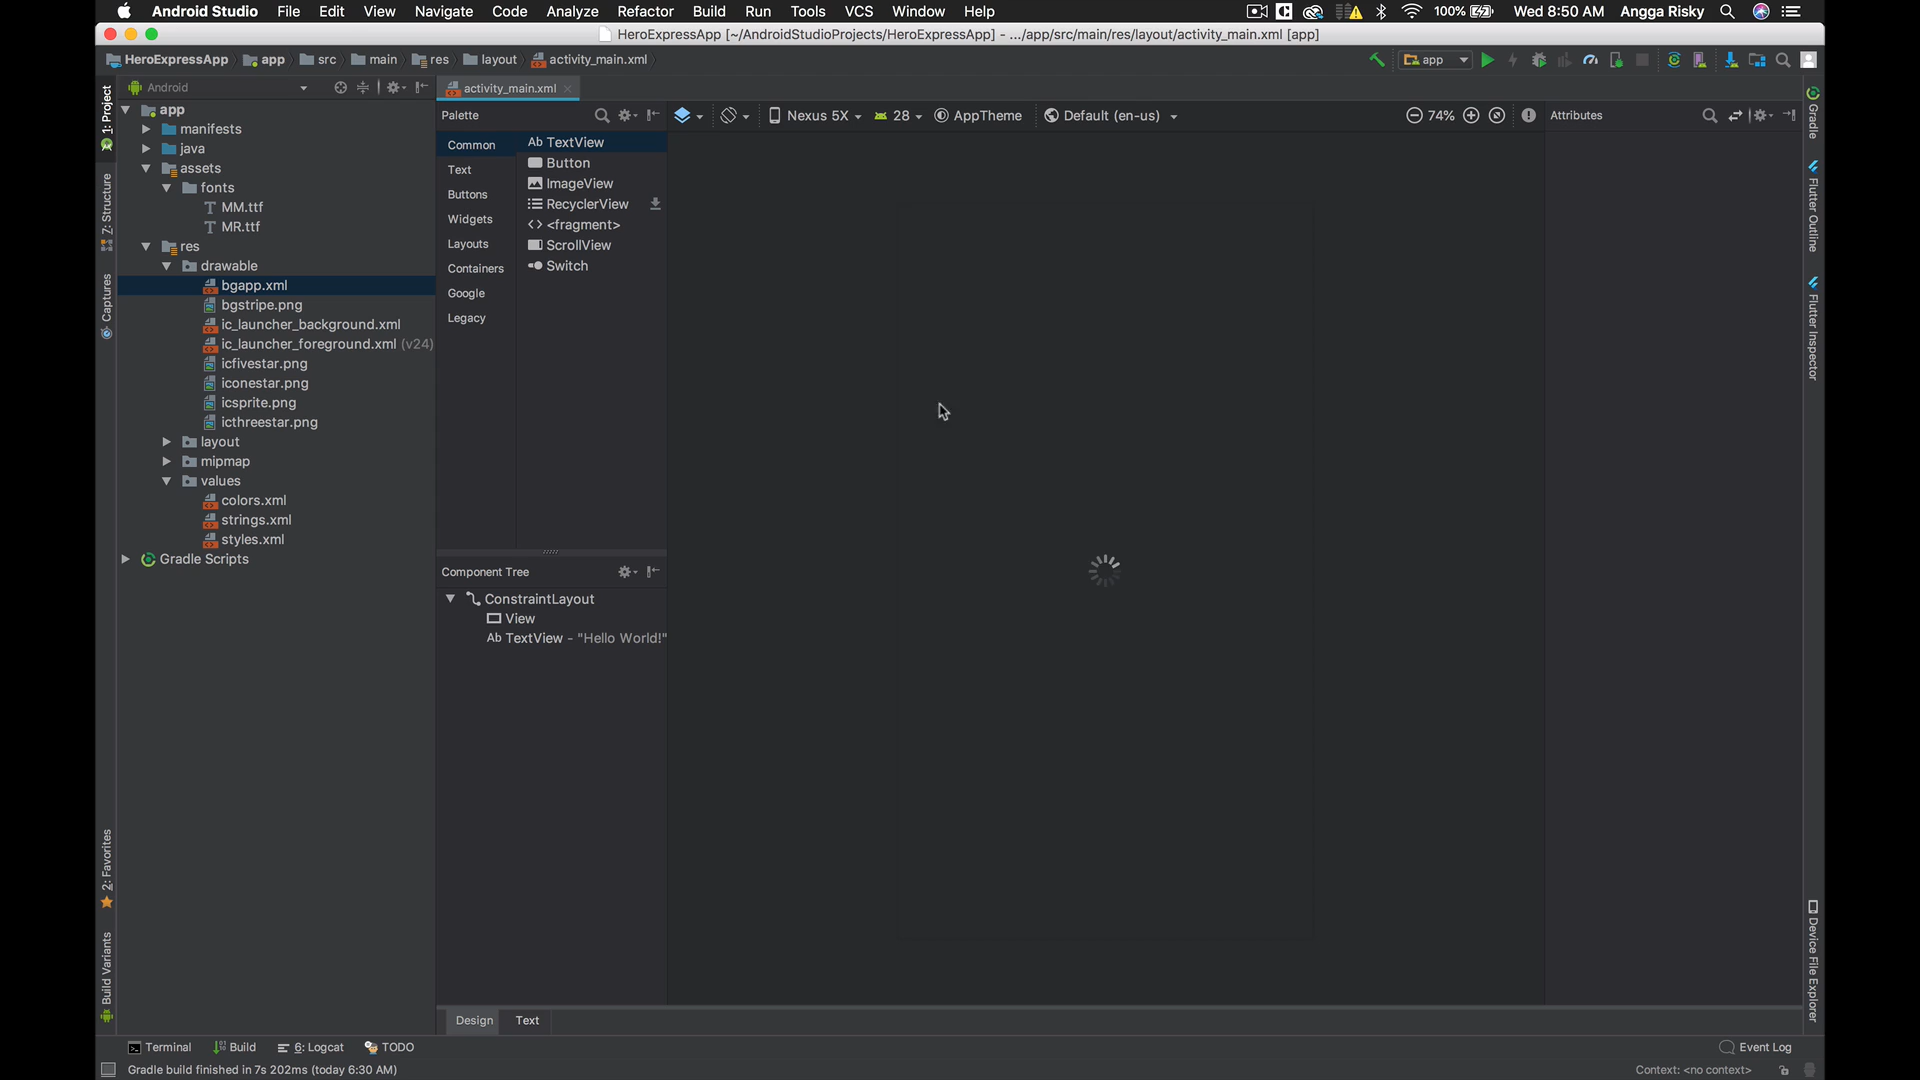 Android Studio File Edit View Navigate Code Analyze Refactor Build Run Tools VCS Window Help 100% Wed 8:50 AM Angga Risky
HeroExpressApp [~/AndroidStudioProjects/HeroExpressApp] - .../app/src/main/res/layout/activity_main.xml [app]
HeroExpressApp app src main res layout activity_main.xml app
Android
activity_main.xml
1: Project
Z: Structure
Captures
2: Favorites
Build Variants
app
manifests
java
assets
fonts
MM.ttf
MR.ttf
res
drawable
bgapp.xml
bgstripe.png
ic_launcher_background.xml
ic_launcher_foreground.xml (v24)
icfivestar.png
iconestar.png
icsprite.png
icthreestar.png
layout
mipmap
values
colors.xml
strings.xml
styles.xml
Gradle Scripts
Palette
Common
Text
Buttons
Widgets
Layouts
Containers
Google
Legacy
Ab TextView
Button
ImageView
RecyclerView
<fragment>
ScrollView
Switch
Component Tree
ConstraintLayout
View
Ab TextView - "Hello World!"
Nexus 5X 28 AppTheme Default (en-us) 74%
Attributes
Gradle
Flutter Outline
Flutter Inspector
Device File Explorer
Design Text
Terminal Build 6: Logcat TODO Event Log
Gradle build finished in 7s 202ms (today 6:30 AM) Context: <no context>